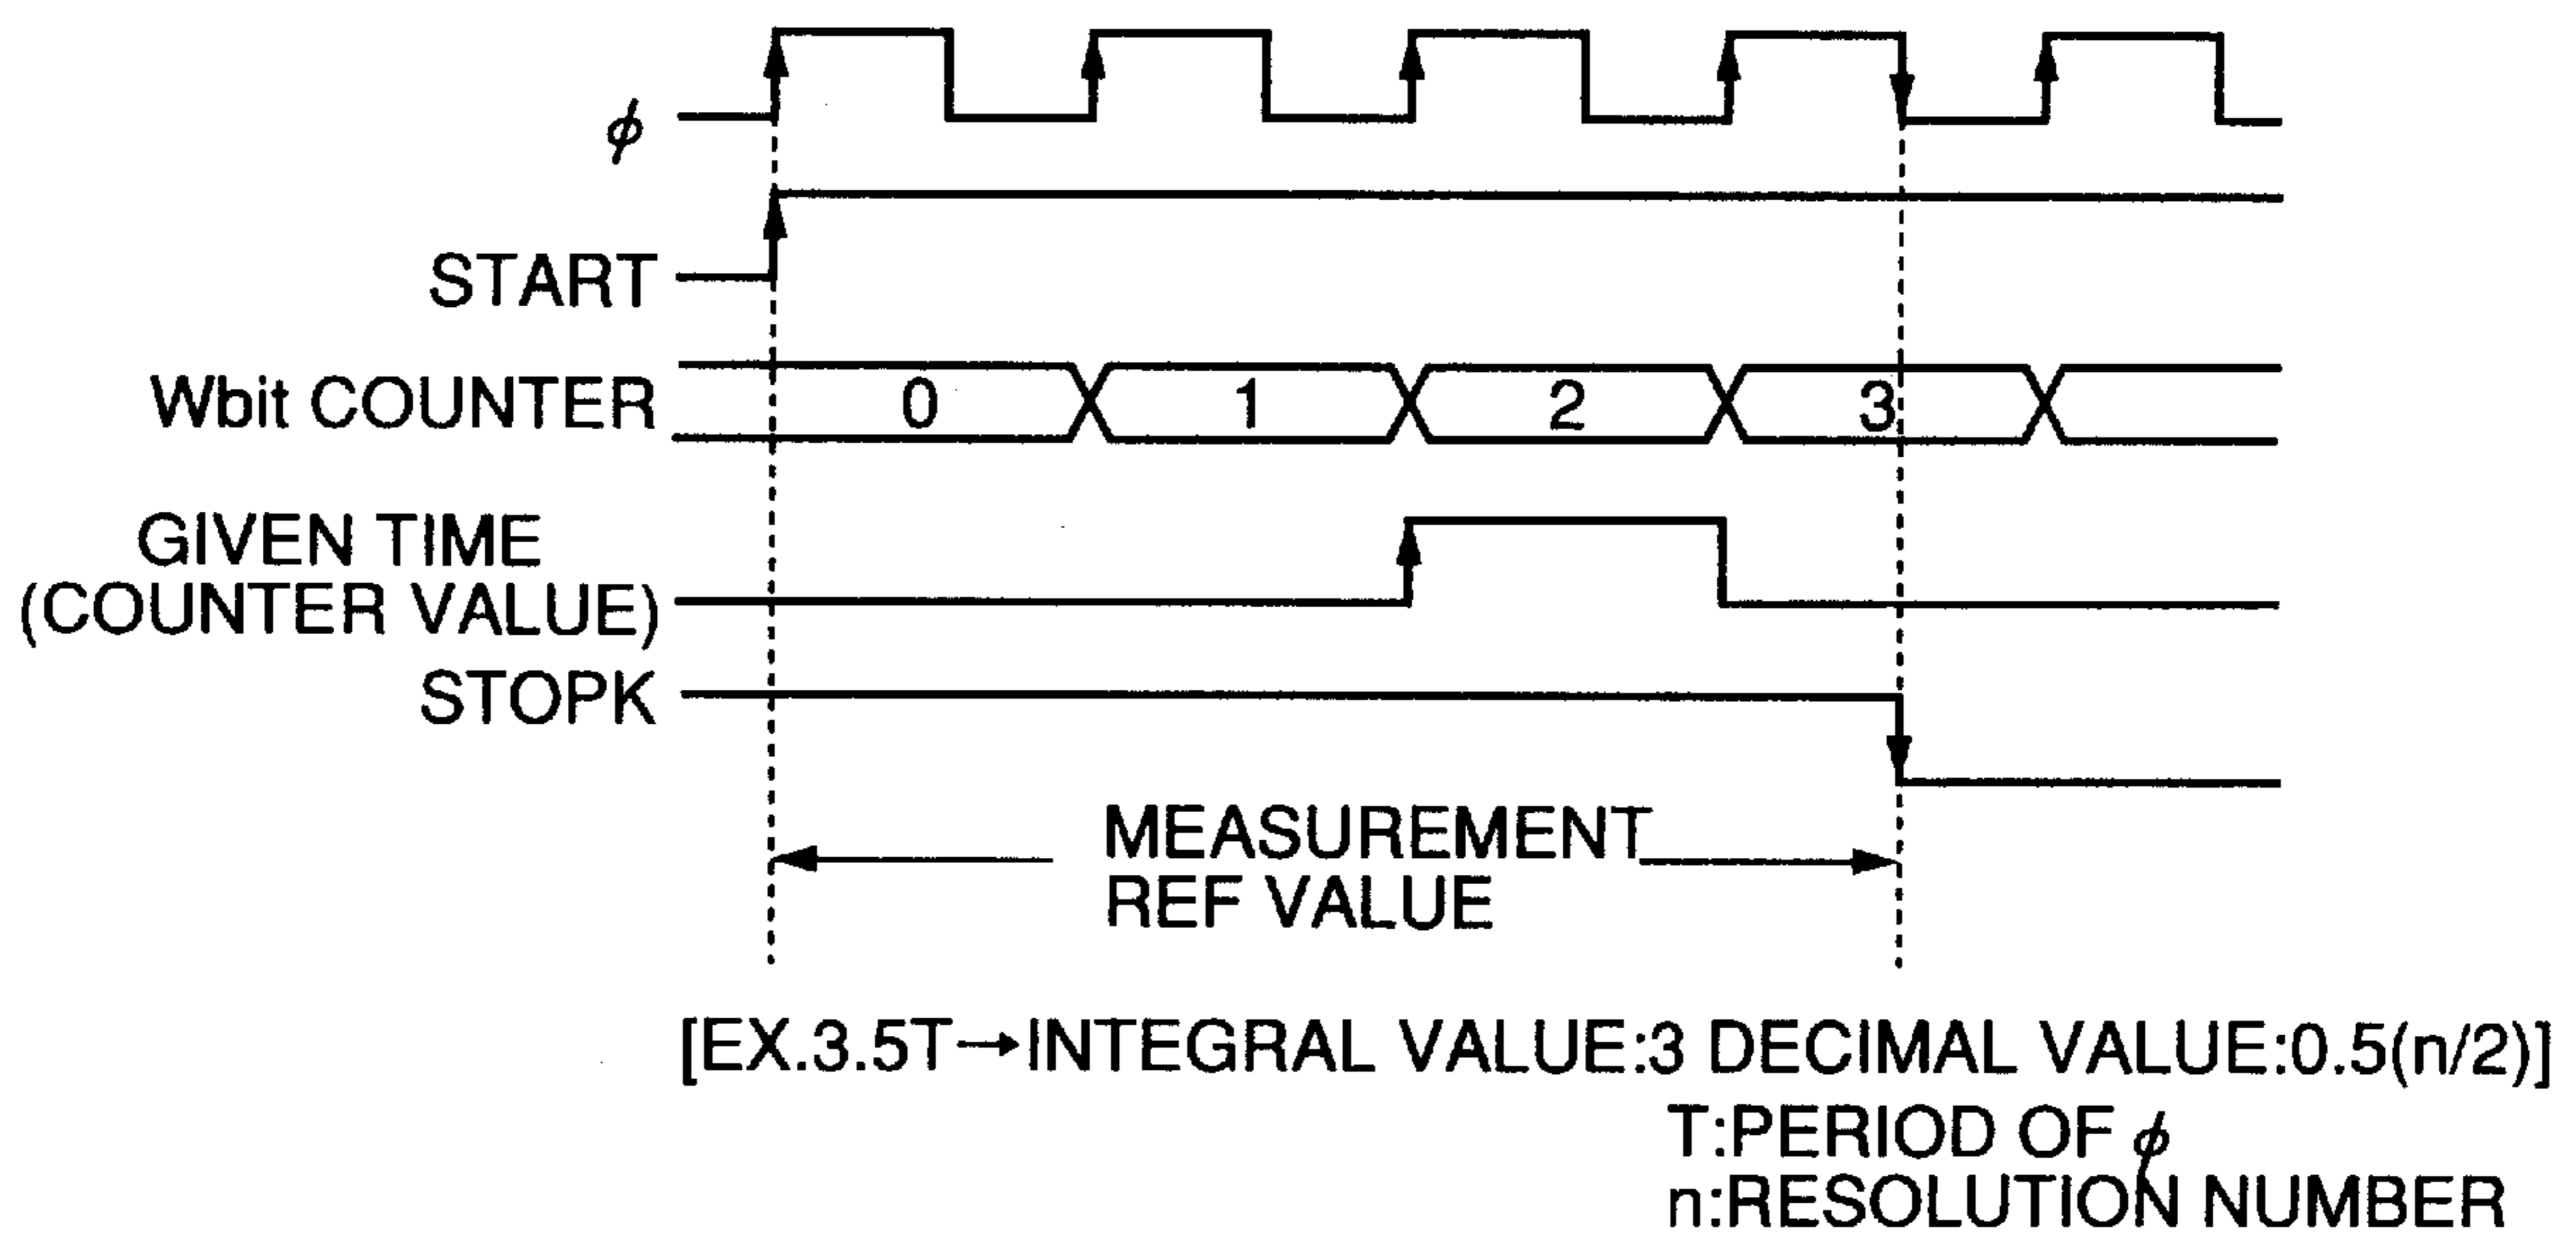 ϕ
START
Wbit COUNTER
0 1 2 3
GIVEN TIME
(COUNTER VALUE)
STOPK
MEASUREMENT
REF VALUE
[EX.3.5T→INTEGRAL VALUE:3 DECIMAL VALUE:0.5(n/2)]
T:PERIOD OF ϕ
n:RESOLUTION NUMBER